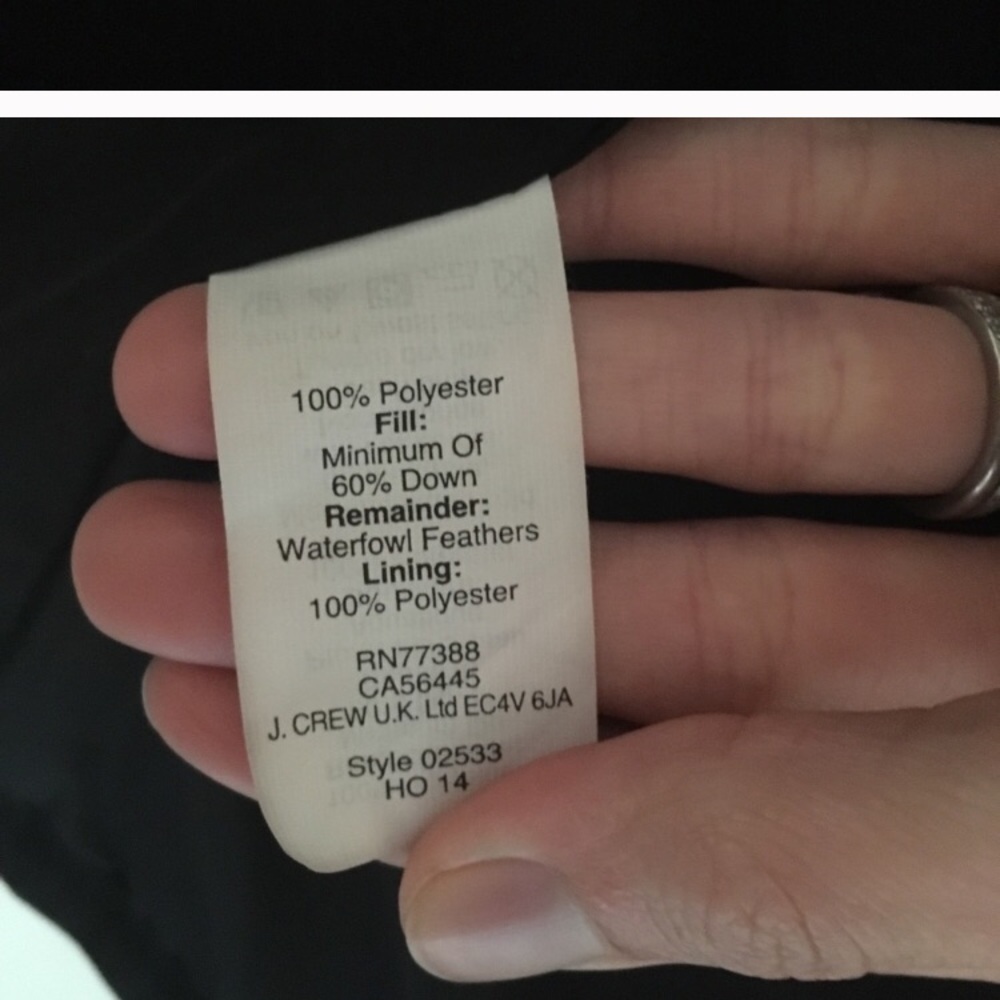 100% Polyester
Fill:
Minimum Of
60% Down
Remainder:
Waterfowl Feathers
Lining:
100% Polyester
RN77388
CA56445
J. CREW U.K. Ltd EC4V 6JA
Style 02533
HO 14